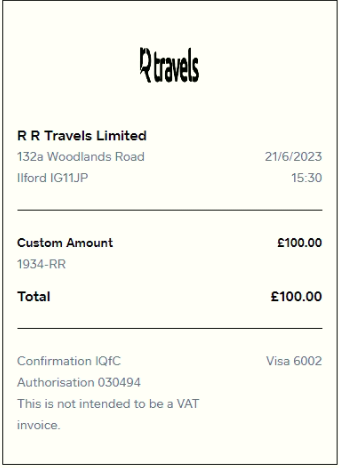 R travels
R R Travels Limited
132a Woodlands Road 21/6/2023
Ilford IG11JP 15:30
Custom Amount £100.00
1934-RR
Total £100.00
Confirmation IQfC Visa 6002
Authorisation 030494
This is not intended to be a VAT
invoice.